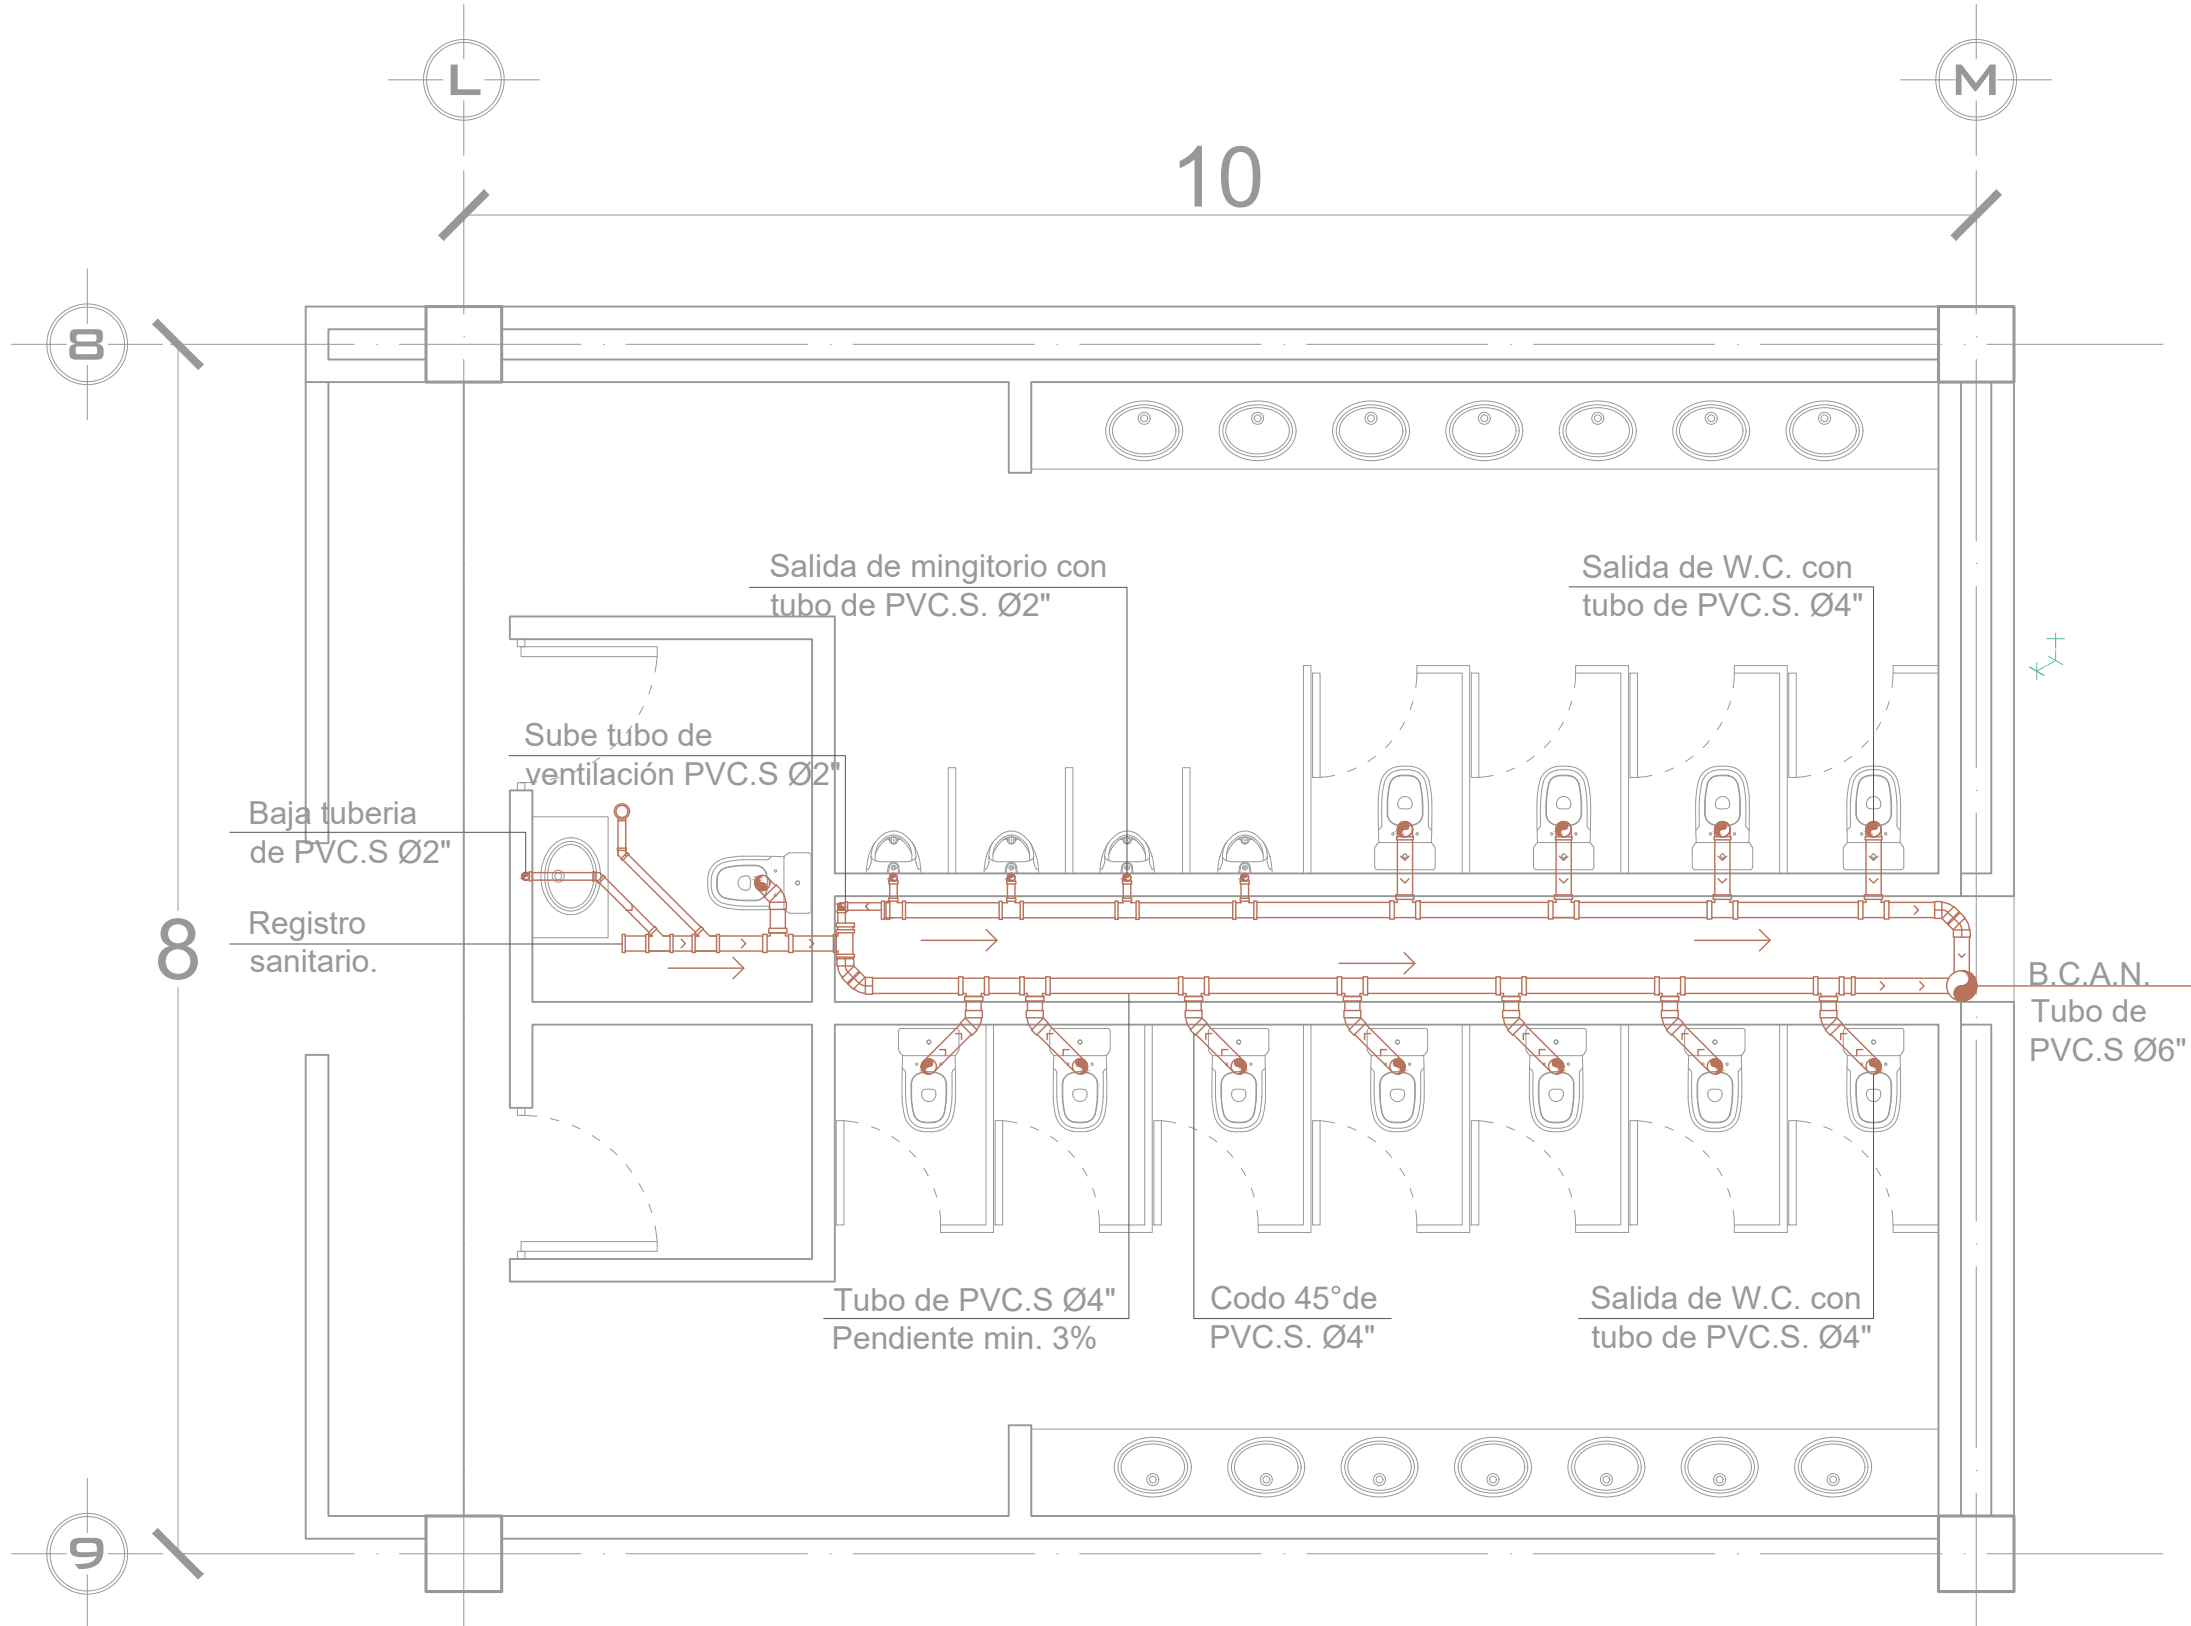 L
M
10
8
Salida de mingitorio con
tubo de PVC.S. Ø2"
Salida de W.C. con
tubo de PVC.S. Ø4"
Sube tubo de
ventilación PVC.S Ø2"
Baja tuberia
de PVC.S Ø2"
Registro
sanitario.
8
B.C.A.N.
Tubo de
PVC.S Ø6"
Tubo de PVC.S Ø4"
Pendiente min. 3%
Codo 45°de
PVC.S. Ø4"
Salida de W.C. con
tubo de PVC.S. Ø4"
9